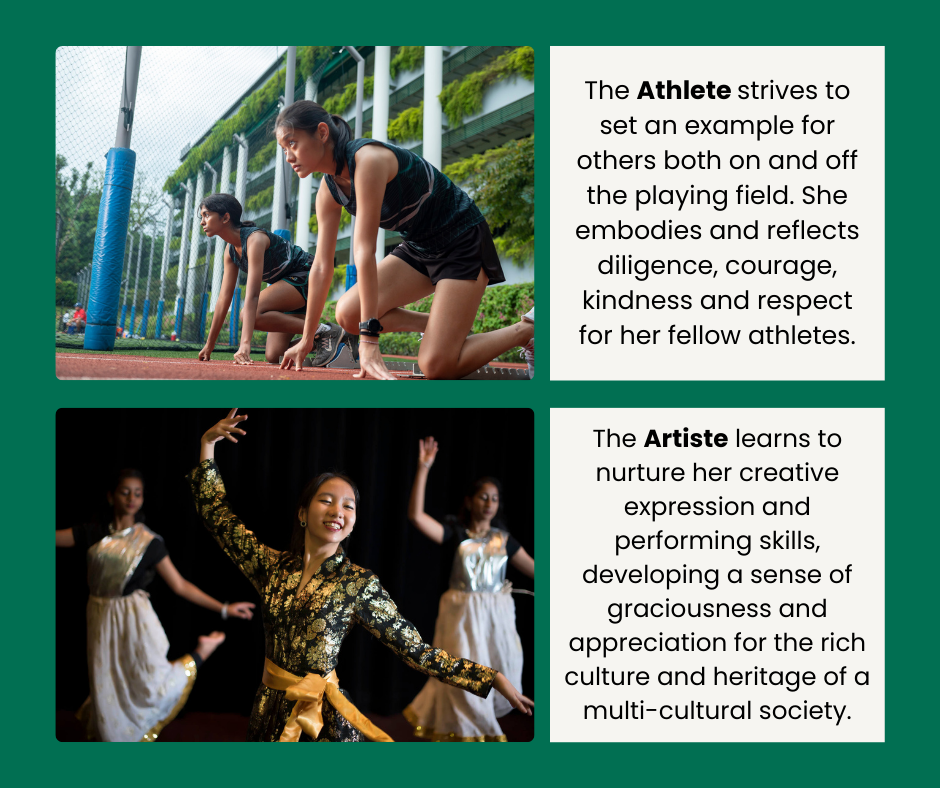 The Athlete strives to
set an example for
others both on and off
the playing field. She
embodies and reflects
diligence, courage,
kindness and respect
for her fellow athletes.
The Artiste learns to
nurture her creative
expression and
performing skills,
developing a sense of
graciousness and
appreciation for the rich
culture and heritage of a
multi-cultural society.